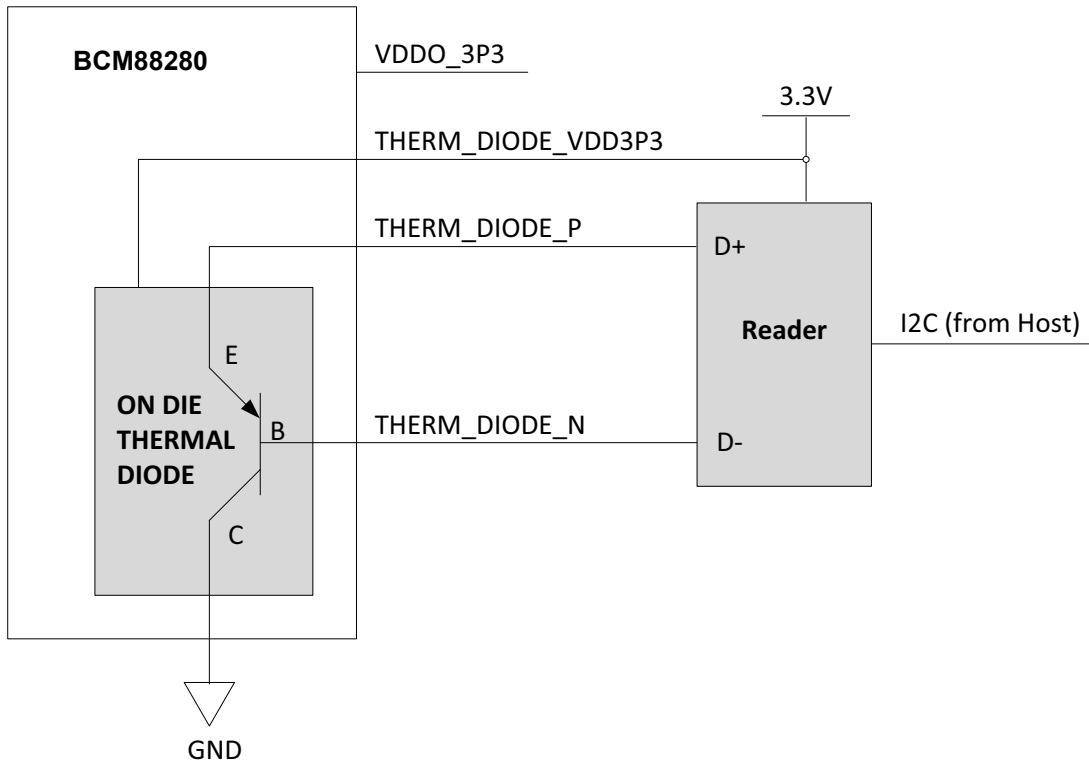 BCM88280
VDDO_3P3
3.3V
THERM_DIODE_VDD3P3
THERM_DIODE_P
D+
Reader
I2C (from Host)
E
ON DIE
THERMAL
DIODE
B
THERM_DIODE_N
D-
C
GND